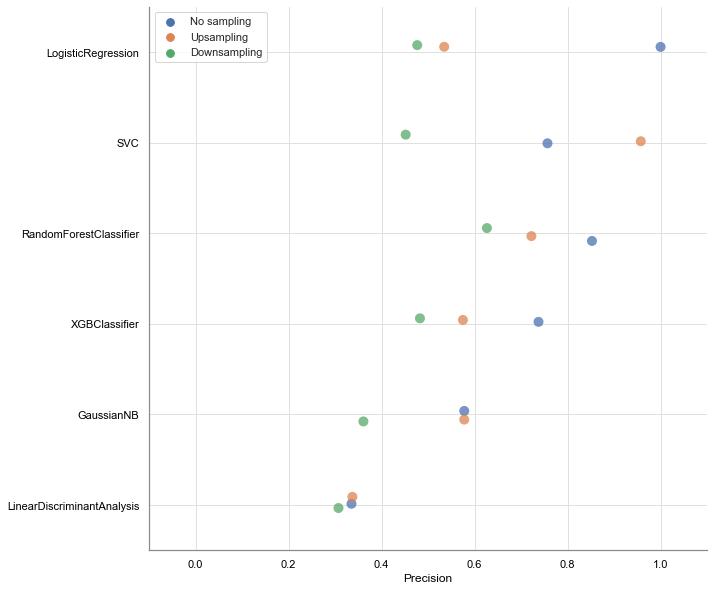 No sampling
Upsampling
Downsampling
LogisticRegression
SVC
RandomForestClassifier
XGBClassifier
GaussianNB
LinearDiscriminantAnalysis
0.0 0.2 0.4 0.6 0.8 1.0
Precision